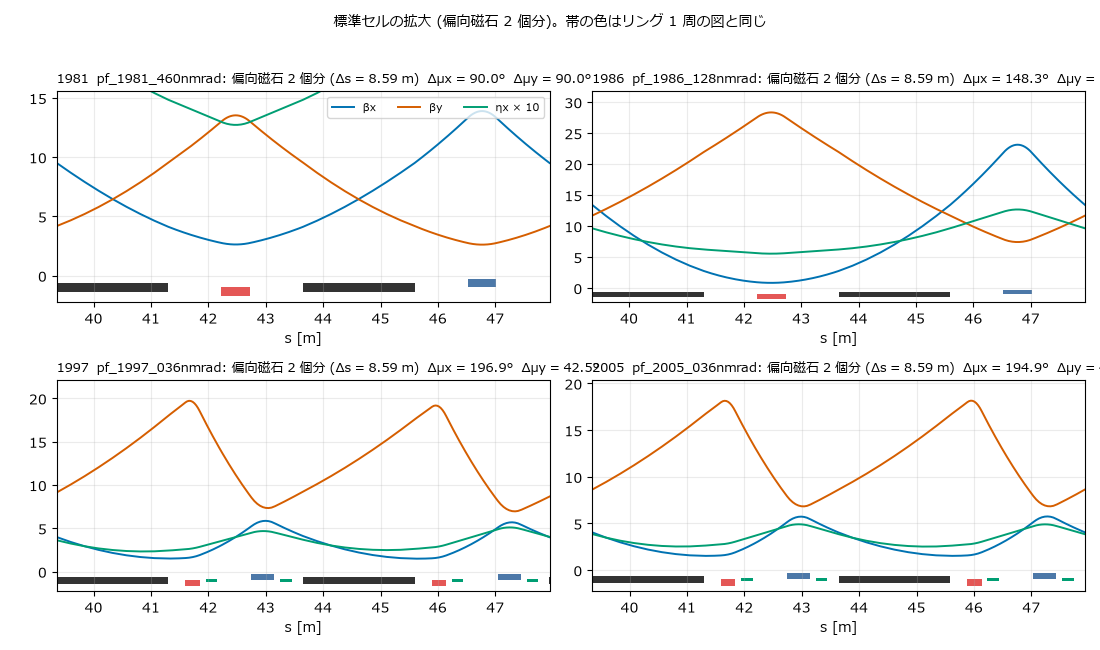 標準セルの拡大 (偏向磁石 2 個分)。帯の色はリング 1 周の図と同じ
1981 pf_1981_460nmrad: 偏向磁石 2 個分 (Δs = 8.59 m) Δμx = 90.0° Δμy = 90.0°
15
10
5
0
βx βy ηx × 10
40 41 42 43 44 45 46 47
s [m]
1986 pf_1986_128nmrad: 偏向磁石 2 個分 (Δs = 8.59 m) Δμx = 148.3° Δμy =
30
25
20
15
10
5
0
40 41 42 43 44 45 46 47
s [m]
1997 pf_1997_036nmrad: 偏向磁石 2 個分 (Δs = 8.59 m) Δμx = 196.9° Δμy = 42.5°
20
15
10
5
0
40 41 42 43 44 45 46 47
s [m]
2005 pf_2005_036nmrad: 偏向磁石 2 個分 (Δs = 8.59 m) Δμx = 194.9° Δμy =
20
15
10
5
0
40 41 42 43 44 45 46 47
s [m]